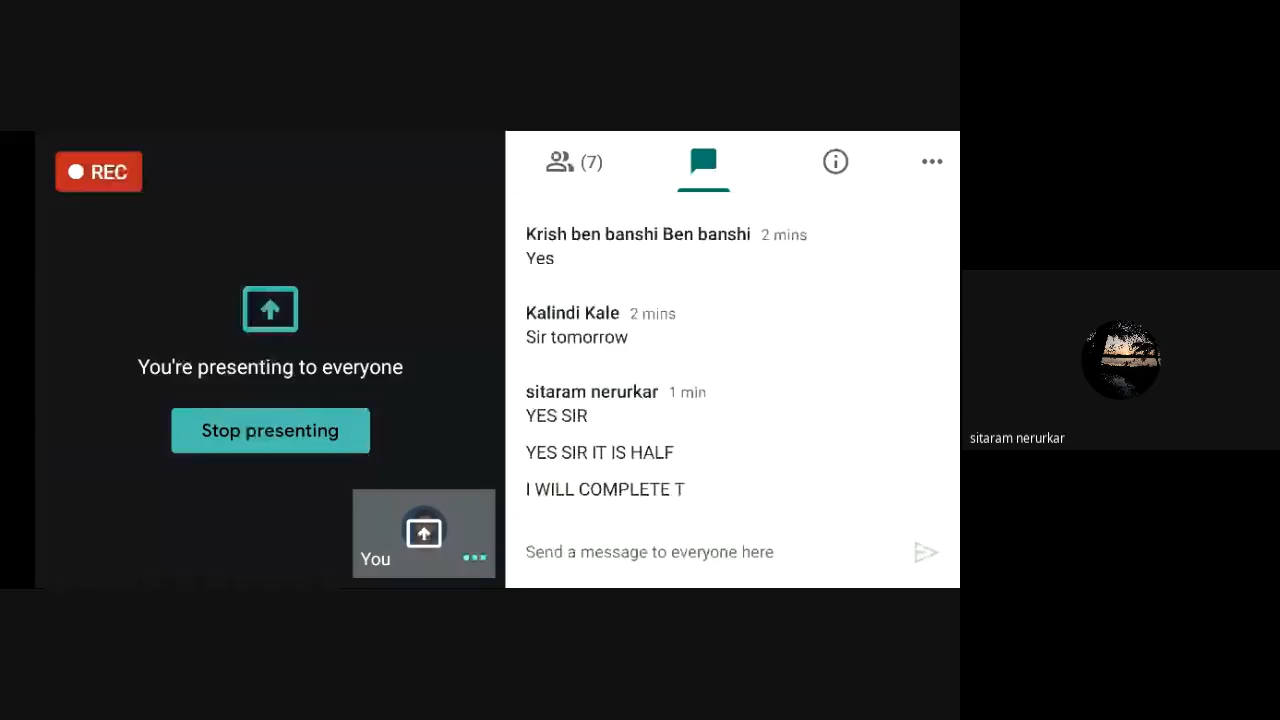 REC
You're presenting to everyone
Stop presenting
You
(7)
Krish ben banshi Ben banshi 2 mins
Yes
Kalindi Kale 2 mins
Sir tomorrow
sitaram nerurkar 1 min
YES SIR
YES SIR IT IS HALF
I WILL COMPLETE T
Send a message to everyone here
sitaram nerurkar